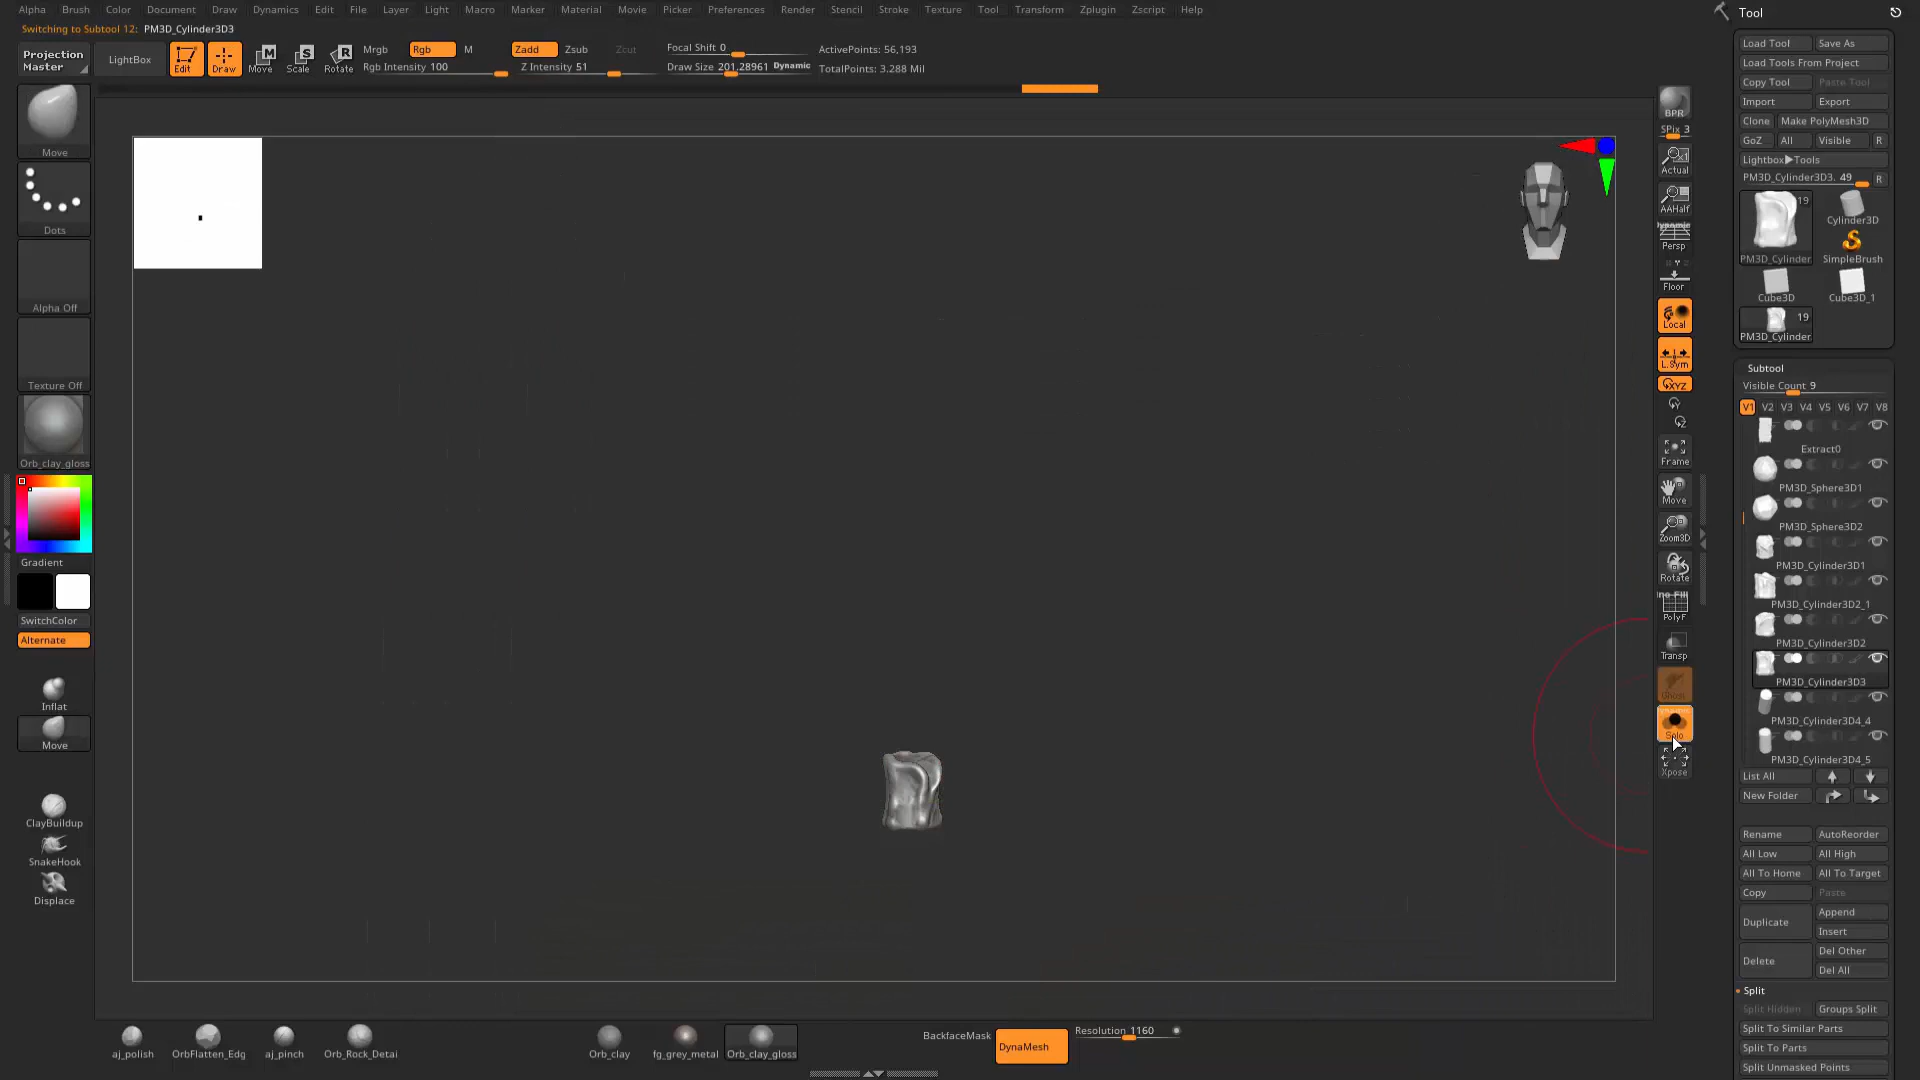 Alpha Brush Color Document Draw Dynamics Edit File Layer Light Macro Marker Material Movie Picker Preferences Render Stencil Stroke Texture Tool Transform Zplugin Zscript Help
Switching to Subtool 12: PM3D_Cylinder3D3
Projection Master
LightBox
Edit
Draw
Move
Scale
Rotate
Mrgb Rgb M
Rgb Intensity 100
Zadd Zsub Zcut
Z Intensity 51
Focal Shift 0
Draw Size 201.28961 Dynamic
ActivePoints: 56,193
TotalPoints: 3.288 Mil
Move
Dots
Alpha Off
Texture Off
Orb_clay_gloss
Gradient
SwitchColor
Alternate
Inflat
Move
ClayBuildup
SnakeHook
Displace
BPR
SPix 3
Actual
AAHalf
Persp
Floor
Local
L.Sym
XYZ
Frame
Move
Zoom3D
Rotate
PolyF
Transp
Ghost
Solo
Xpose
Tool
Load Tool Save As
Load Tools From Project
Copy Tool Paste Tool
Import Export
Clone Make PolyMesh3D
GoZ All Visible R
Lightbox▶Tools
PM3D_Cylinder3D3. 49 R
19
PM3D_Cylinder
Cylinder3D
SimpleBrush
Cube3D
Cube3D_1
19
PM3D_Cylinder
Subtool
Visible Count 9
V1 V2 V3 V4 V5 V6 V7 V8
Extract0
PM3D_Sphere3D1
PM3D_Sphere3D2
PM3D_Cylinder3D1
PM3D_Cylinder3D2_1
PM3D_Cylinder3D2
PM3D_Cylinder3D3
PM3D_Cylinder3D4_4
PM3D_Cylinder3D4_5
List All
New Folder
Rename AutoReorder
All Low All High
All To Home All To Target
Copy Paste
Duplicate Append
Insert
Delete Del Other
Del All
Split
Split Hidden Groups Split
Split To Similar Parts
Split To Parts
Split Unmasked Points
aj_polish
OrbFlatten_Edg
aj_pinch
Orb_Rock_Detai
Orb_clay
fg_grey_metal
Orb_clay_gloss
BackfaceMask
DynaMesh
Resolution 1160